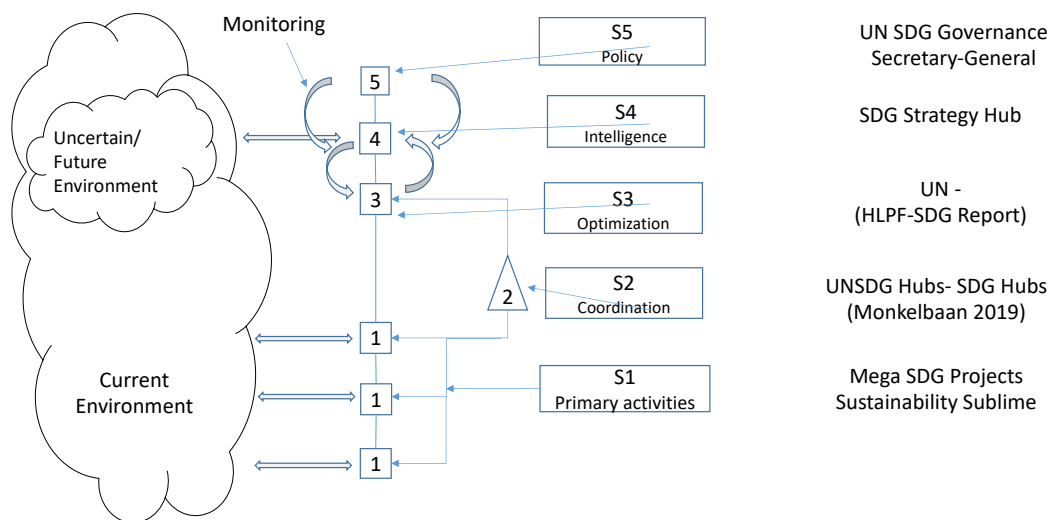 Monitoring
S5
Policy
UN SDG Governance
Secretary-General
5
S4
Intelligence
SDG Strategy Hub
4
Uncertain/
Future
Environment
3
S3
Optimization
UN -
(HLPF-SDG Report)
2
S2
Coordination
UNSDG Hubs- SDG Hubs
(Monkelbaan 2019)
1
Current
Environment
1
S1
Primary activities
Mega SDG Projects
Sustainability Sublime
1